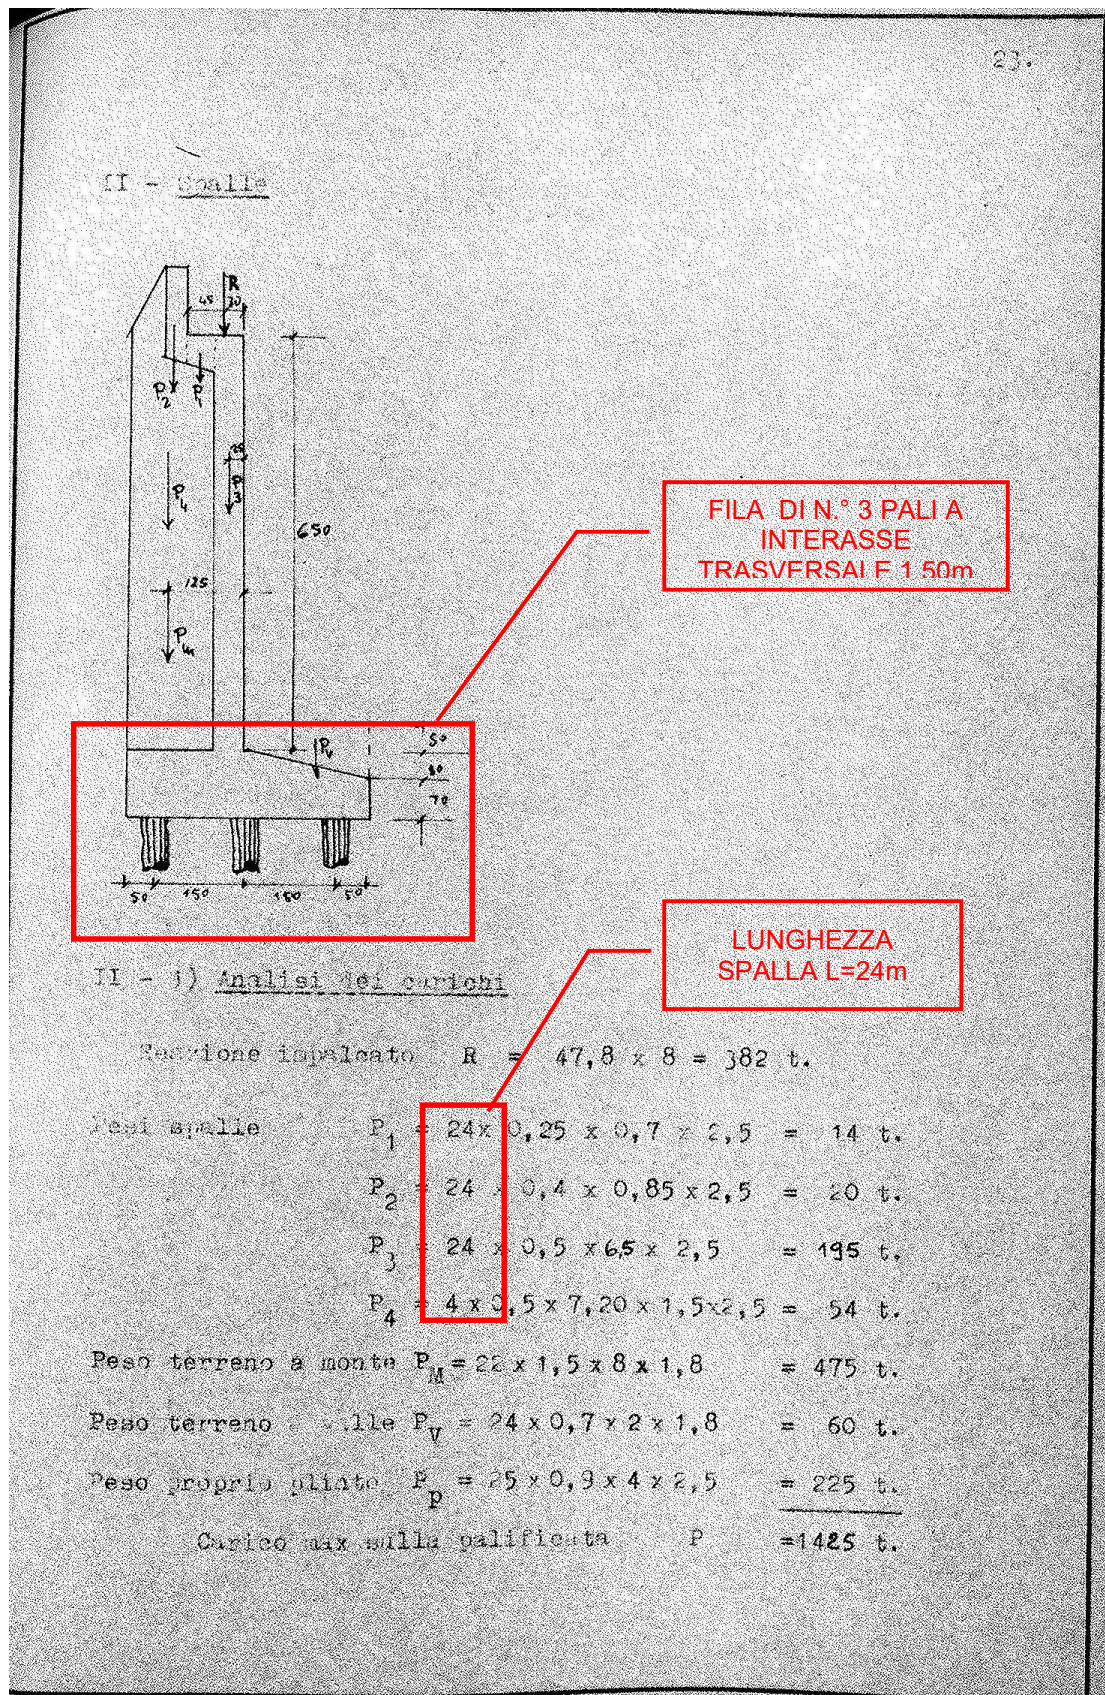 23.
II - Spalle
R
45 20
P2 P1
25
P3
P4
650
125
Pm
Pv
50
30
70
50 150 150 50
FILA DI N.° 3 PALI A
INTERASSE
TRASVERSALE 1.50m
LUNGHEZZA
SPALLA L=24m
II - 1) Analisi dei carichi
Reazione impalcato R = 47,8 x 8 = 382 t.
Pesi spalle P1 = 24x 0,25 x 0,7 x 2,5 = 14 t.
P2 = 24 x 0,4 x 0,85 x 2,5 = 20 t.
P3 = 24 x 0,5 x 6,5 x 2,5 = 195 t.
P4 = 4 x 0,5 x 7,20 x 1,5x2,5 = 54 t.
Peso terreno a monte PM = 22 x 1,5 x 8 x 1,8 = 475 t.
Peso terreno PV = 24 x 0,7 x 2 x 1,8 = 60 t.
Peso proprio plinto Pp = 25 x 0,9 x 4 x 2,5 = 225 t.
Carico max sulla palificata P =1425 t.